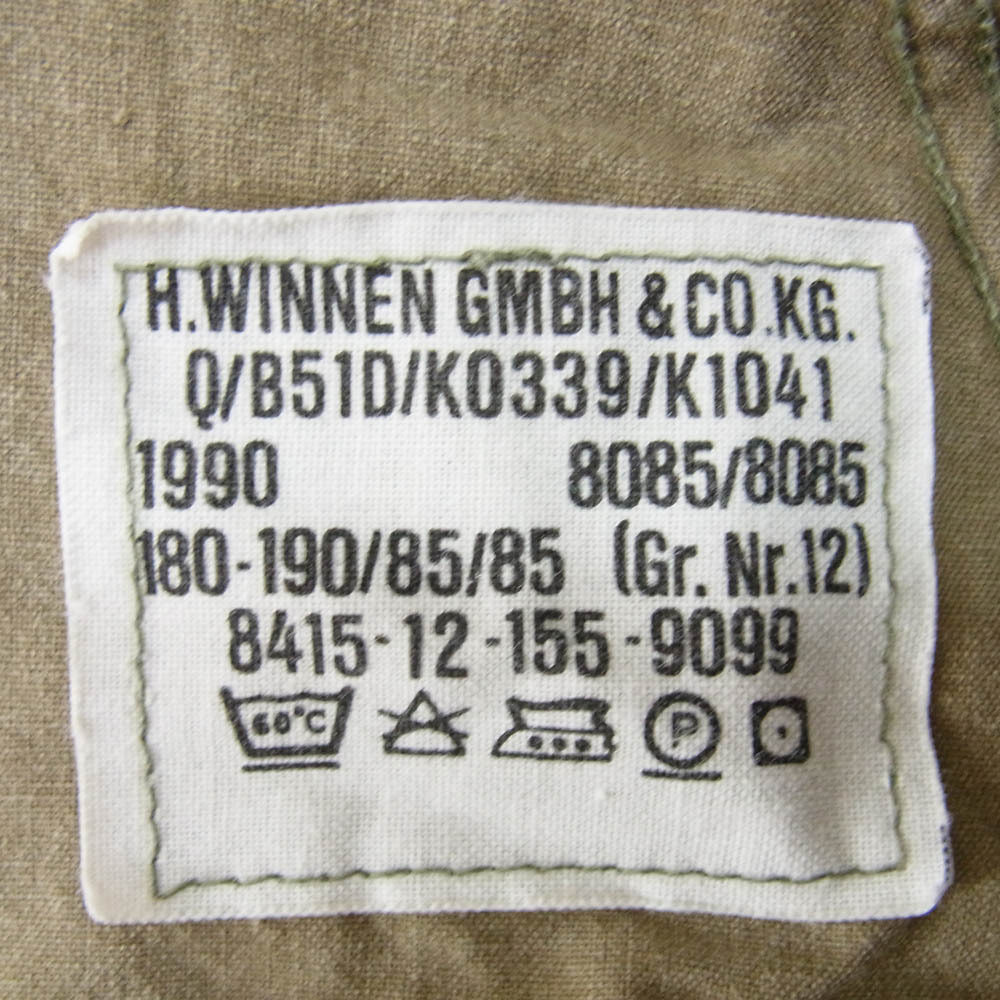 H.WINNEN GMBH & CO.KG.
Q/B51D/K0339/K1041
1990 8085/8085
180-190/85/85 (Gr. Nr.12)
8415-12-155-9099
60°C P